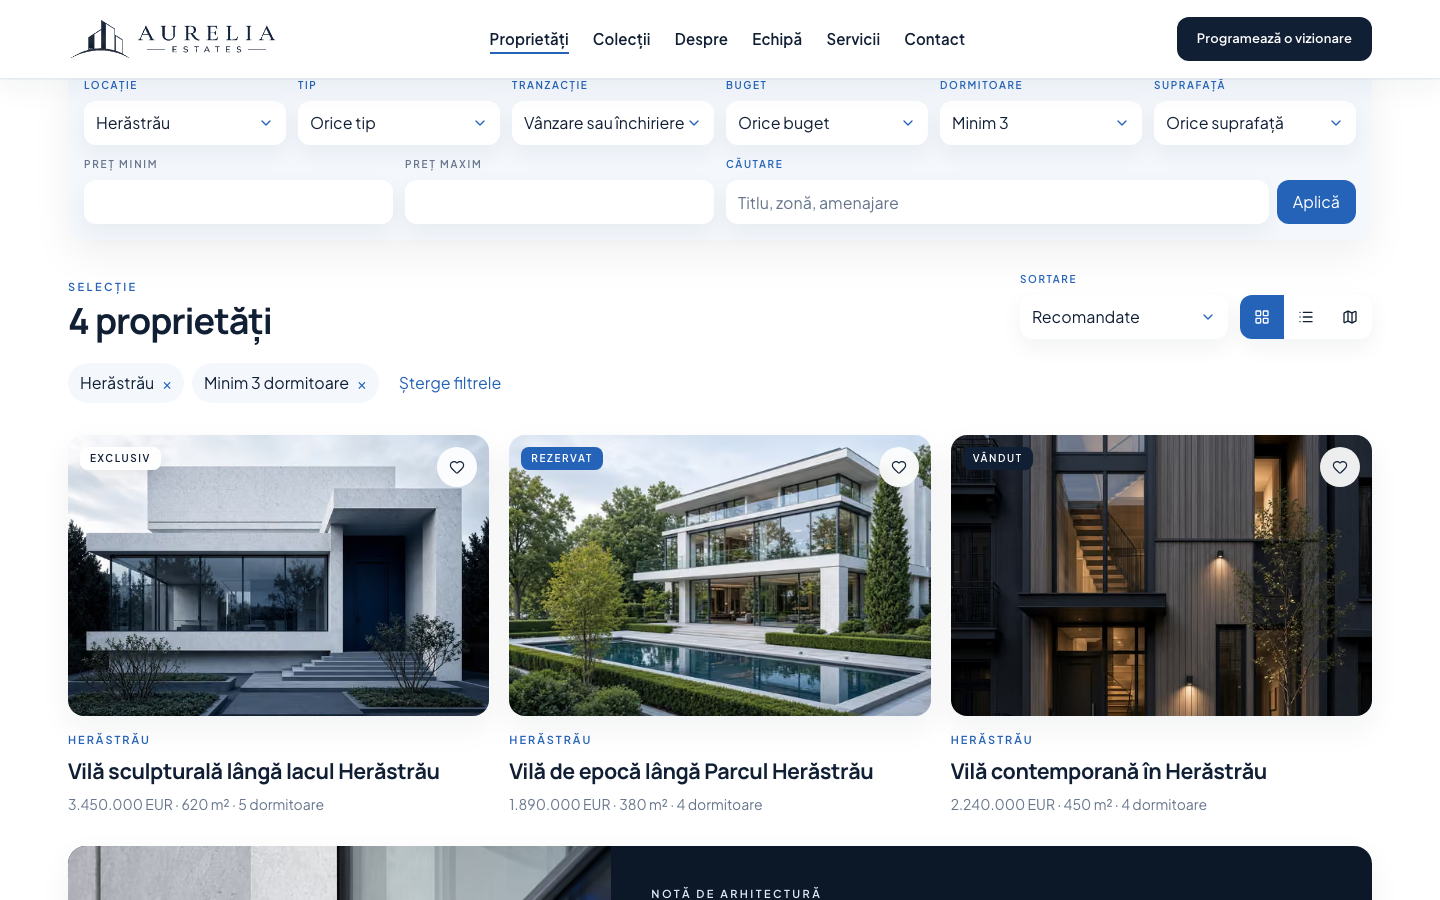 AURELIA
ESTATES
Proprietăți
Colecții
Despre
Echipă
Servicii
Contact
Programează o vizionare
LOCAȚIE
TIP
TRANZACȚIE
BUGET
DORMITOARE
SUPRAFAȚĂ
Herăstrău
Orice tip
Vânzare sau închiriere
Orice buget
Minim 3
Orice suprafață
PREȚ MINIM
PREȚ MAXIM
CĂUTARE
Titlu, zonă, amenajare
Aplică
SELECȚIE
4 proprietăți
SORTARE
Recomandate
Herăstrău ×
Minim 3 dormitoare ×
Șterge filtrele
EXCLUSIV
REZERVAT
VÂNDUT
HERĂSTRĂU
Vilă sculpturală lângă lacul Herăstrău
3.450.000 EUR · 620 m² · 5 dormitoare
HERĂSTRĂU
Vilă de epocă lângă Parcul Herăstrău
1.890.000 EUR · 380 m² · 4 dormitoare
HERĂSTRĂU
Vilă contemporană în Herăstrău
2.240.000 EUR · 450 m² · 4 dormitoare
NOTĂ DE ARHITECTURĂ